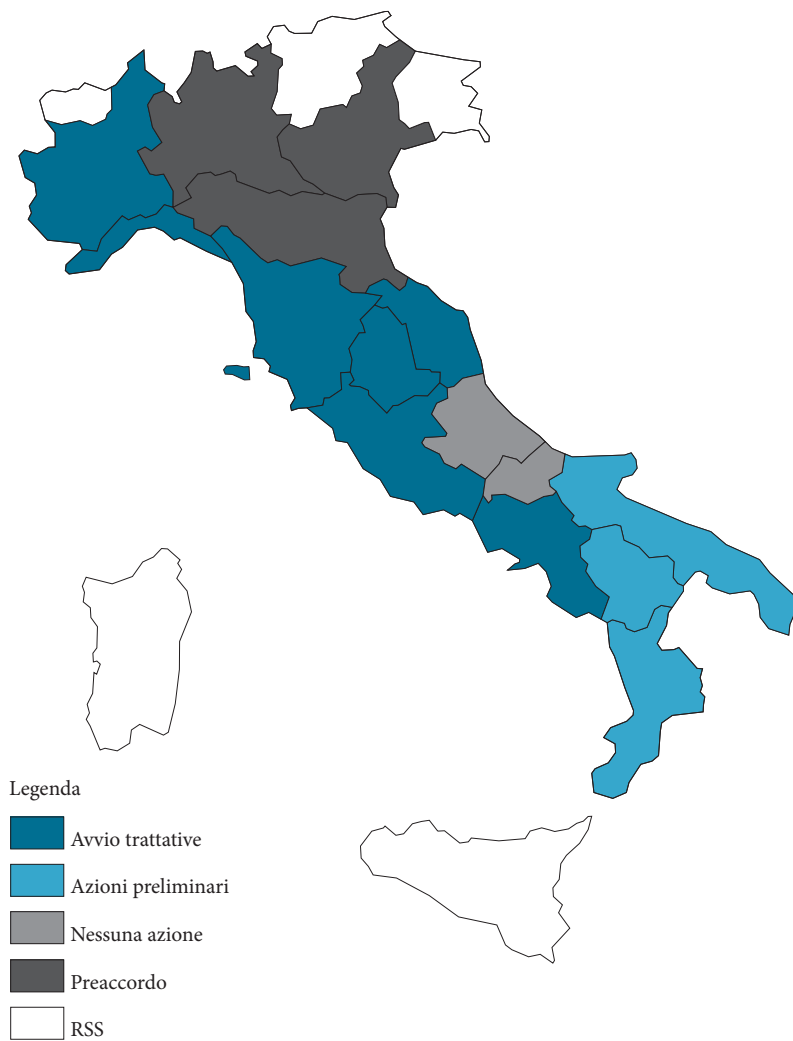 Legenda
Avvio trattative
Azioni preliminari
Nessuna azione
Preaccordo
RSS